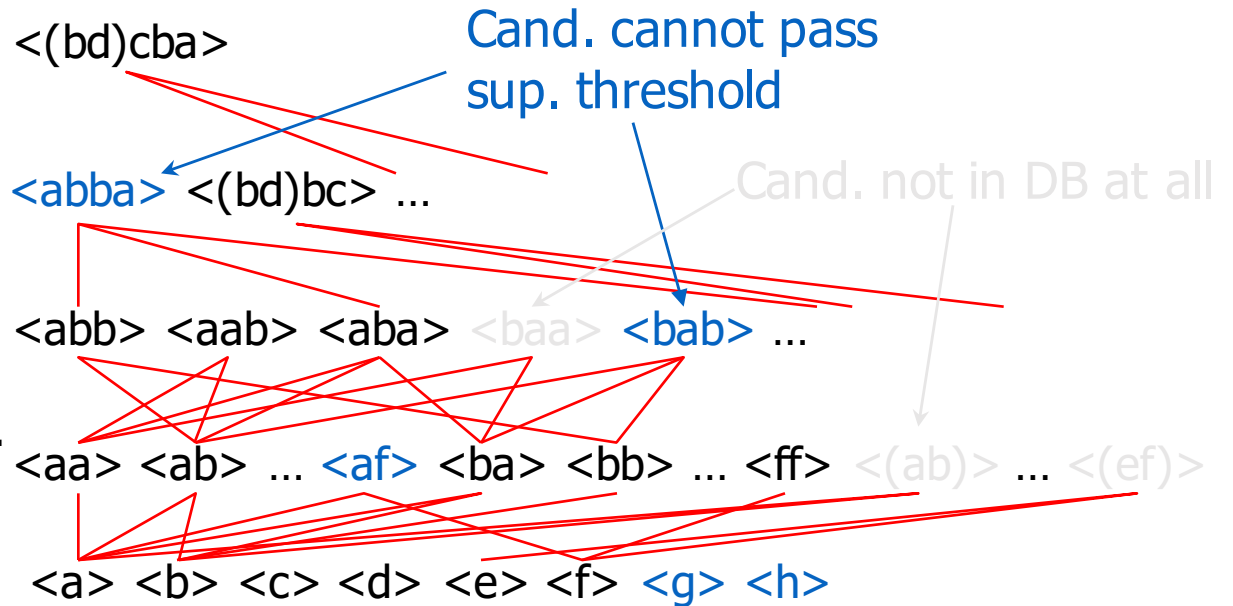 <(bd)cba>
Cand. cannot pass
sup. threshold
<abba> <(bd)bc> ...
Cand. not in DB at all
<abb> <aab> <aba> <baa> <bab> ...
<aa> <ab> ... <af> <ba> <bb> ... <ff> <(ab)> ... <(ef)>
<a> <b> <c> <d> <e> <f> <g> <h>